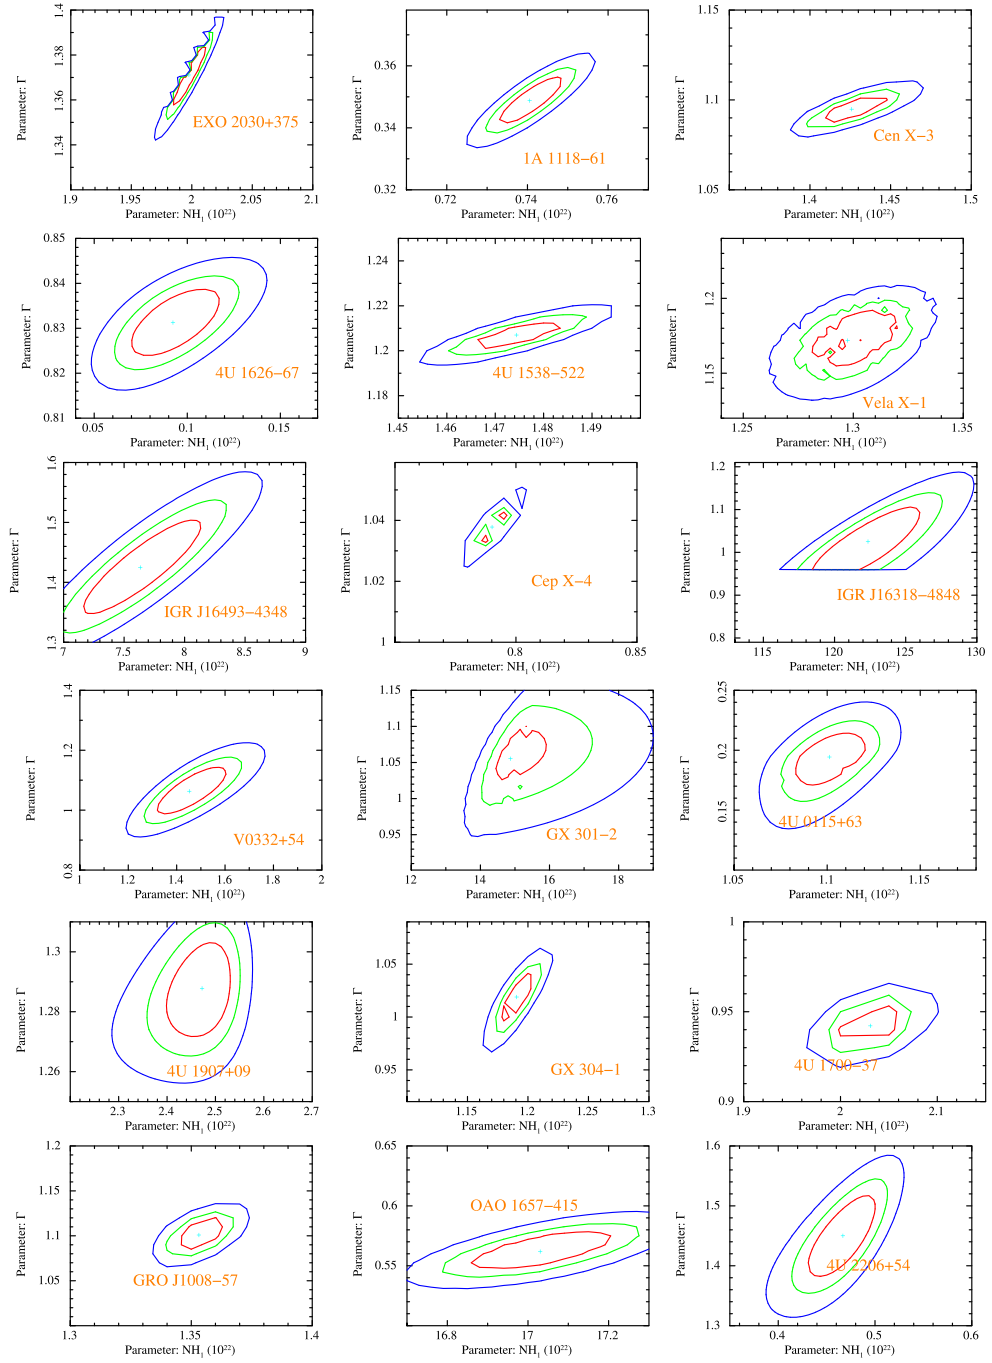 Parameter: Γ
1.34 1.36 1.38 1.4
EXO 2030+375
1.9 1.95 2 2.05 2.1
Parameter: NH₁ (10²²)
Parameter: Γ
0.32 0.34 0.36
1A 1118−61
0.72 0.74 0.76
Parameter: NH₁ (10²²)
Parameter: Γ
1.05 1.1 1.15
Cen X−3
1.4 1.45 1.5
Parameter: NH₁ (10²²)
Parameter: Γ
0.81 0.82 0.83 0.84 0.85
4U 1626−67
0.05 0.1 0.15
Parameter: NH₁ (10²²)
Parameter: Γ
1.18 1.2 1.22 1.24
4U 1538−522
1.45 1.46 1.47 1.48 1.49
Parameter: NH₁ (10²²)
Parameter: Γ
1.15 1.2
Vela X−1
1.25 1.3 1.35
Parameter: NH₁ (10²²)
Parameter: Γ
1.3 1.4 1.5 1.6
IGR J16493−4348
7 7.5 8 8.5 9
Parameter: NH₁ (10²²)
Parameter: Γ
1 1.02 1.04
Cep X−4
0.8 0.85
Parameter: NH₁ (10²²)
Parameter: Γ
0.8 0.9 1 1.1 1.2
IGR J16318−4848
115 120 125 130
Parameter: NH₁ (10²²)
Parameter: Γ
0.8 1 1.2 1.4
V0332+54
1 1.2 1.4 1.6 1.8 2
Parameter: NH₁ (10²²)
Parameter: Γ
0.95 1 1.05 1.1 1.15
GX 301−2
12 14 16 18
Parameter: NH₁ (10²²)
Parameter: Γ
0.15 0.2 0.25
4U 0115+63
1.05 1.1 1.15
Parameter: NH₁ (10²²)
Parameter: Γ
1.26 1.28 1.3
4U 1907+09
2.3 2.4 2.5 2.6 2.7
Parameter: NH₁ (10²²)
Parameter: Γ
0.95 1 1.05
GX 304−1
1.15 1.2 1.25 1.3
Parameter: NH₁ (10²²)
Parameter: Γ
0.9 0.95 1
4U 1700−37
1.9 2 2.1
Parameter: NH₁ (10²²)
Parameter: Γ
1.05 1.1 1.15 1.2
GRO J1008−57
1.3 1.35 1.4
Parameter: NH₁ (10²²)
Parameter: Γ
0.55 0.6 0.65
OAO 1657−415
16.8 17 17.2
Parameter: NH₁ (10²²)
Parameter: Γ
1.3 1.4 1.5 1.6
4U 2206+54
0.4 0.5 0.6
Parameter: NH₁ (10²²)